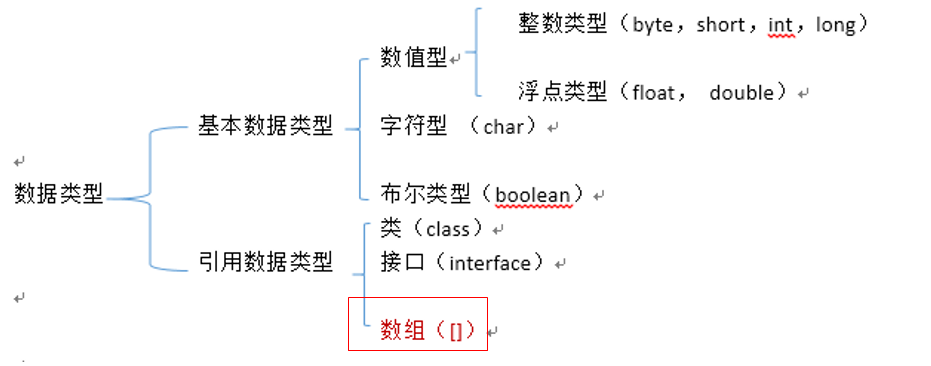 整数类型（byte，short，int，long）
数值型
浮点类型（float， double）
基本数据类型
字符型 （char）
数据类型
布尔类型（boolean）
类（class）
引用数据类型
接口（interface）
数组（[]）